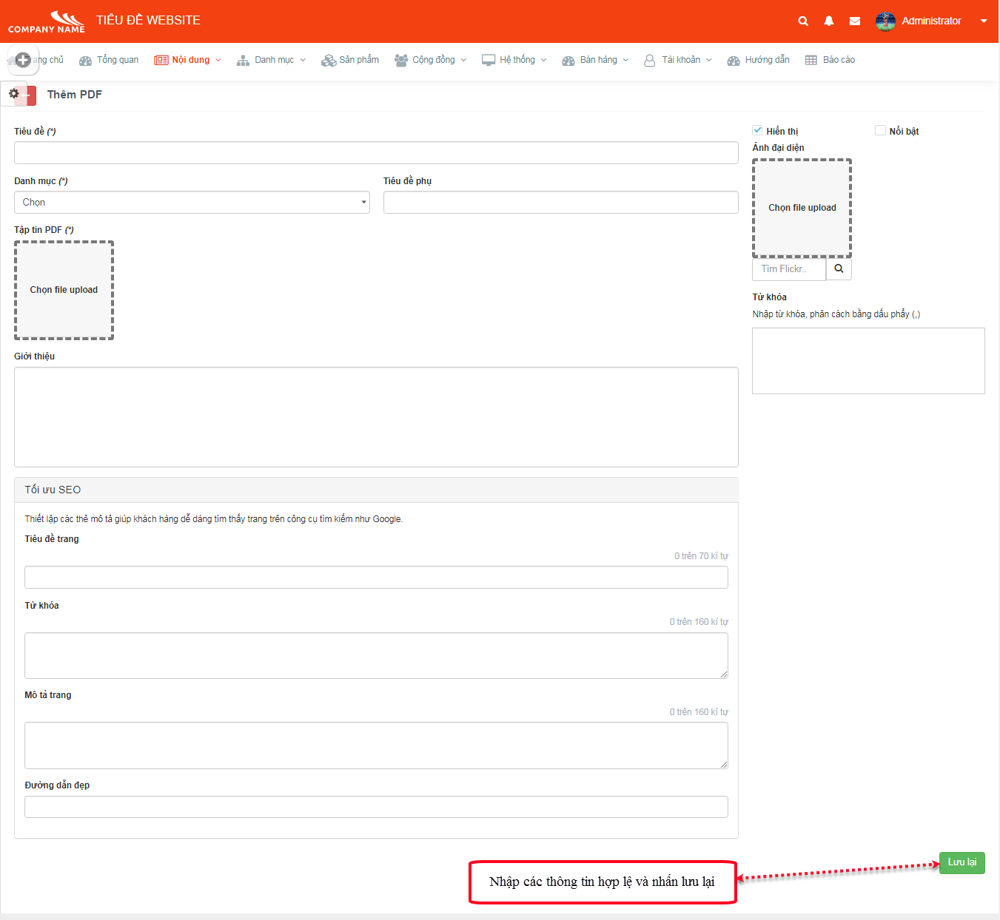 COMPANY NAME TIÊU ĐỀ WEBSITE Administrator
ang chủ Tổng quan Nội dung Danh mục Sản phẩm Cộng đồng Hệ thống Bán hàng Tài khoản Hướng dẫn Báo cáo
Thêm PDF
Tiêu đề (*)
Hiển thị Nổi bật
Ảnh đại diện
Chọn file upload
Tìm Flickr..
Từ khóa
Nhập từ khóa, phân cách bằng dấu phẩy (,)
Danh mục (*) Tiêu đề phụ
Chọn
Tập tin PDF (*)
Chọn file upload
Giới thiệu
Tối ưu SEO
Thiết lập các thẻ mô tả giúp khách hàng dễ dàng tìm thấy trang trên công cụ tìm kiếm như Google.
Tiêu đề trang
0 trên 70 kí tự
Từ khóa
0 trên 160 kí tự
Mô tả trang
0 trên 160 kí tự
Đường dẫn đẹp
Lưu lại
Nhập các thông tin hợp lệ và nhấn lưu lại